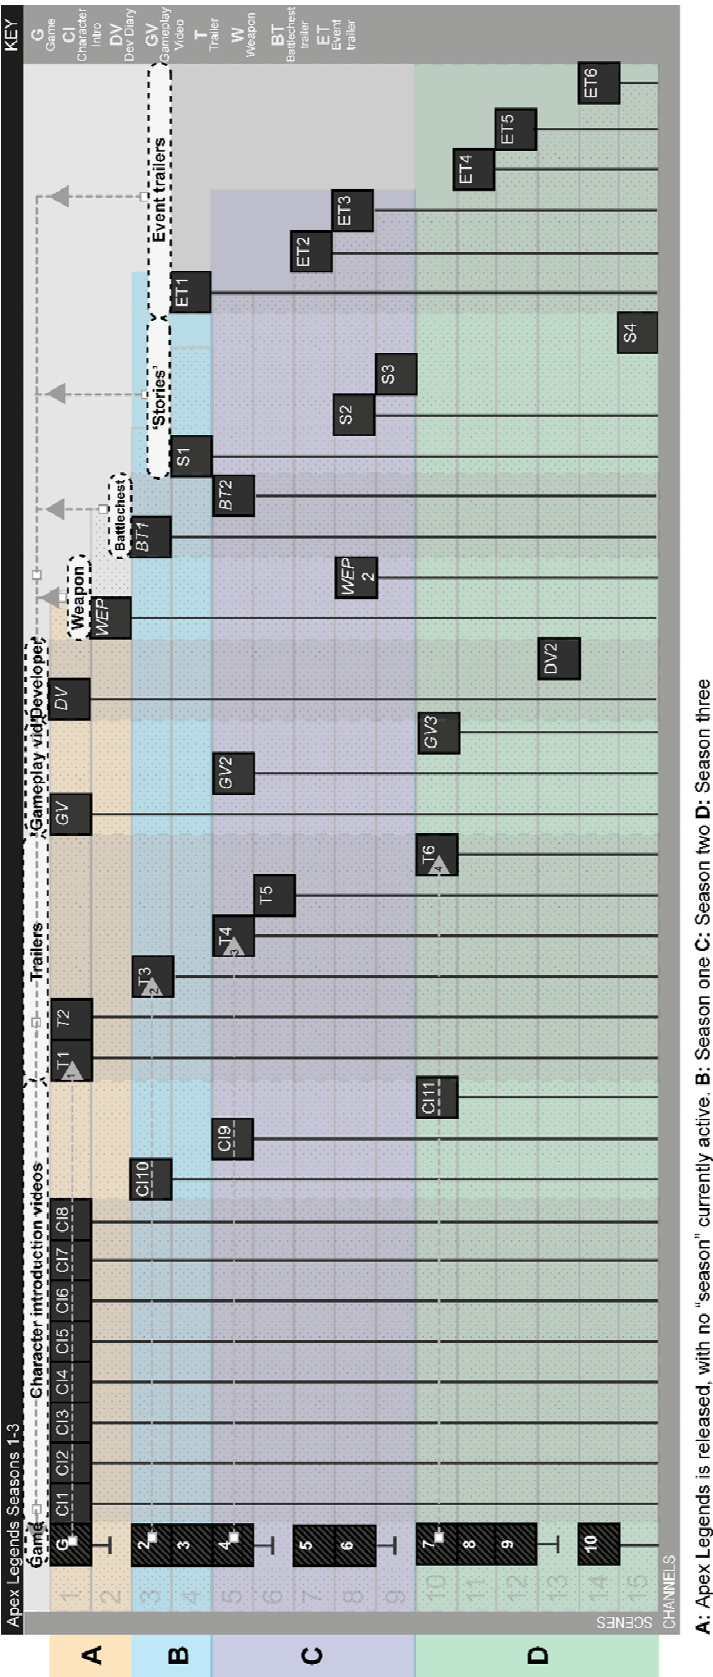 Apex Legends Seasons 1-3
KEY
G
Game
CI
Character
Intro
DV
Dev Diary
GV
Gameplay
Video
T
Trailer
W
Weapon
BT
Battlechest
trailer
ET
Event
trailer
Game
Character introduction videos
Trailers
Gameplay vid
Developer
Weapon
Battlechest
'Stories'
Event trailers
A
B
C
D
1
G
CI1
CI2
CI3
CI4
CI5
CI6
CI7
CI8
T1
1
T2
GV
DV
2
WEP
3
2
CI10
T3
2
BT1
4
3
S1
ET1
5
4
CI9
T4
3
GV2
BT2
6
T5
7
5
ET2
8
6
WEP
2
S2
ET3
9
S3
10
7
CI11
T6
4
GV3
11
8
ET4
12
9
ET5
13
DV2
14
10
ET6
15
S4
SCENES
CHANNELS
A: Apex Legends is released, with no “season” currently active. B: Season one C: Season two D: Season three